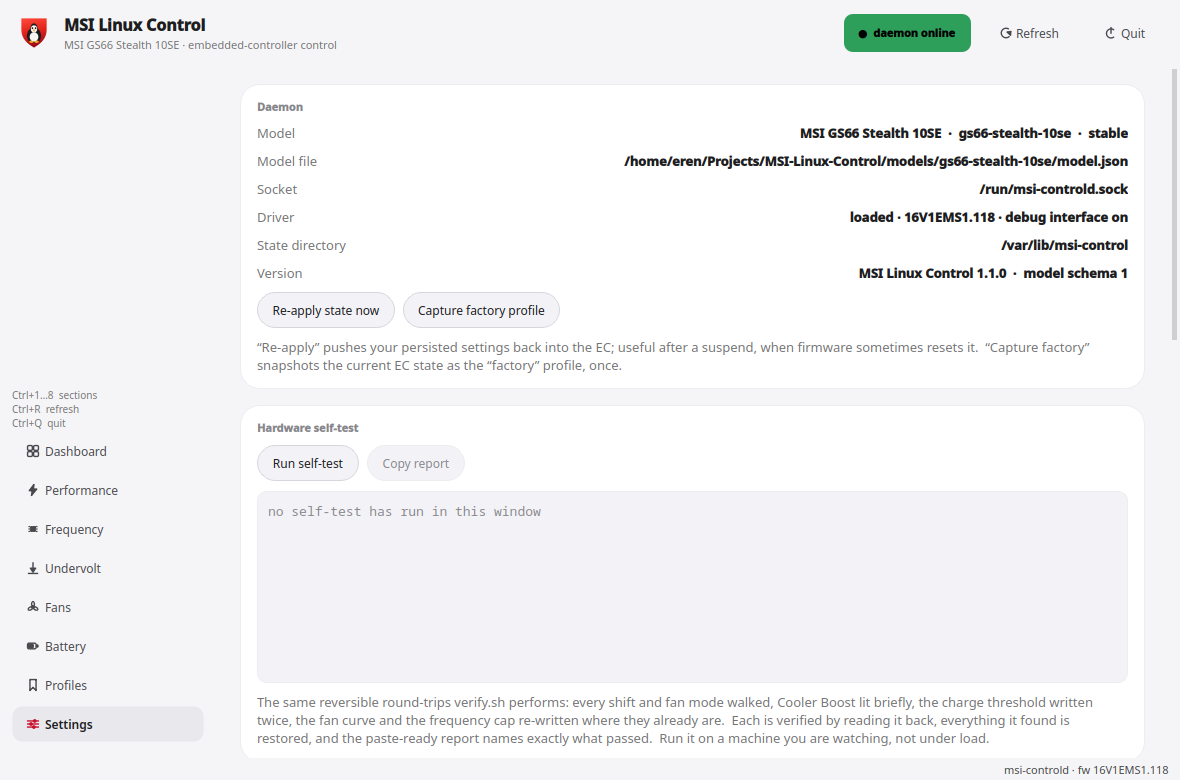 MSI Linux Control
MSI GS66 Stealth 10SE · embedded-controller control
● daemon online
Refresh
Quit
Daemon
Model
MSI GS66 Stealth 10SE · gs66-stealth-10se · stable
Model file
/home/eren/Projects/MSI-Linux-Control/models/gs66-stealth-10se/model.json
Socket
/run/msi-controld.sock
Driver
loaded · 16V1EMS1.118 · debug interface on
State directory
/var/lib/msi-control
Version
MSI Linux Control 1.1.0 · model schema 1
Re-apply state now
Capture factory profile
“Re-apply” pushes your persisted settings back into the EC; useful after a suspend, when firmware sometimes resets it. “Capture factory”
snapshots the current EC state as the “factory” profile, once.
Ctrl+1…8 sections
Ctrl+R refresh
Ctrl+Q quit
Dashboard
Performance
Frequency
Undervolt
Fans
Battery
Profiles
Settings
Hardware self-test
Run self-test
Copy report
no self-test has run in this window
The same reversible round-trips verify.sh performs: every shift and fan mode walked, Cooler Boost lit briefly, the charge threshold written
twice, the fan curve and the frequency cap re-written where they already are. Each is verified by reading it back, everything it found is
restored, and the paste-ready report names exactly what passed. Run it on a machine you are watching, not under load.
msi-controld · fw 16V1EMS1.118